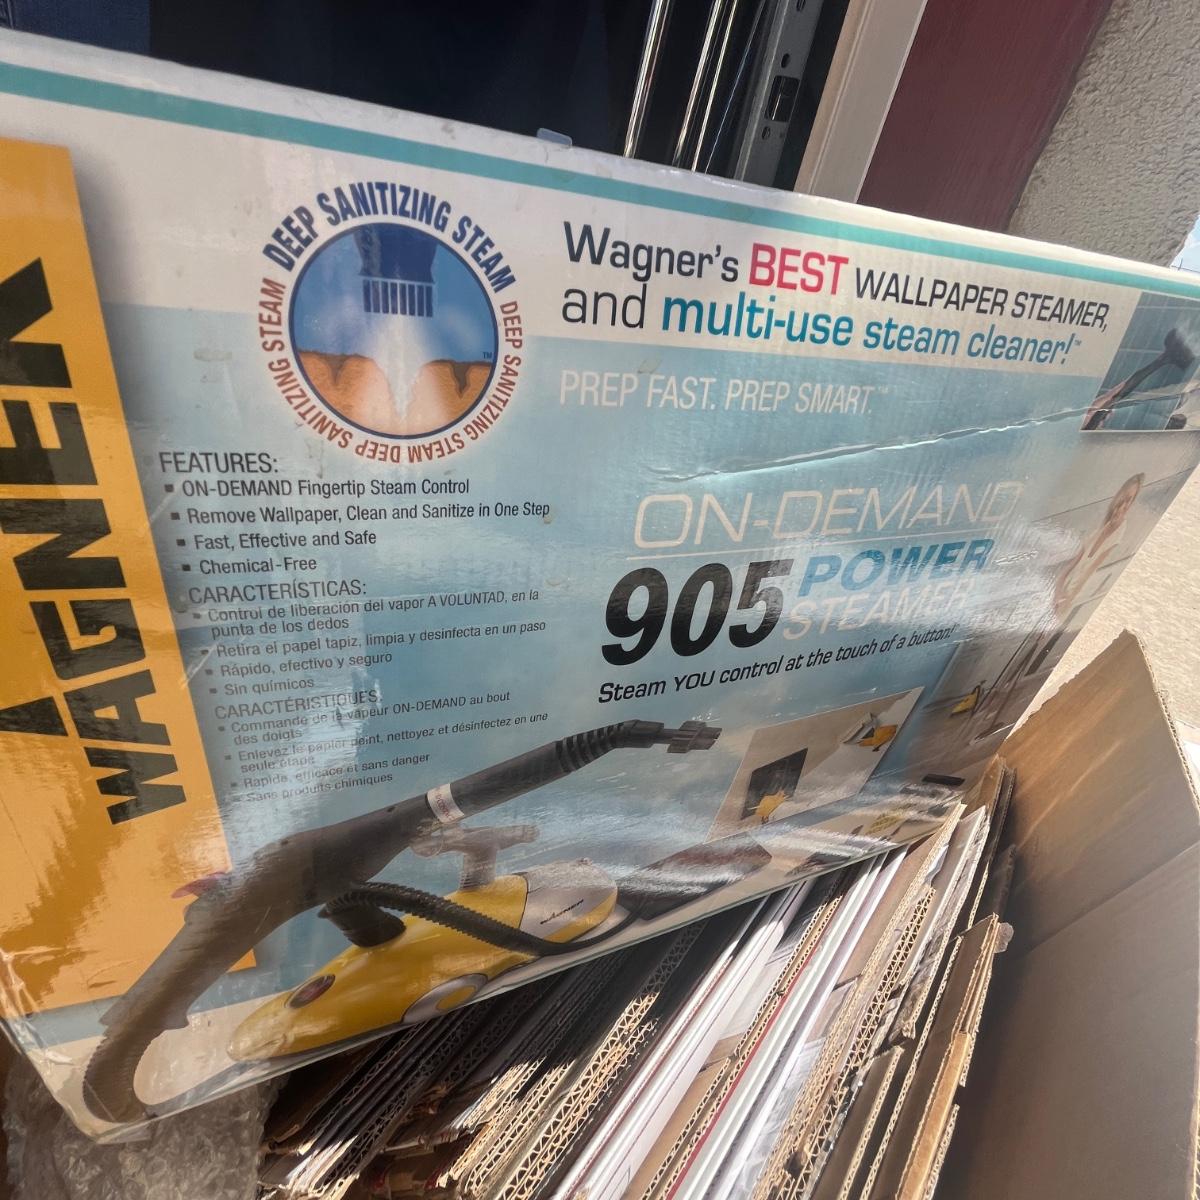 WAGNER
DEEP SANITIZING STEAM DEEP SANITIZING STEAM DEEP SANITIZING STEAM
TM
Wagner's BEST WALLPAPER STEAMER,
and multi-use steam cleaner!™
PREP FAST. PREP SMART.™
FEATURES:
▪ ON-DEMAND Fingertip Steam Control
▪ Remove Wallpaper, Clean and Sanitize in One Step
▪ Fast, Effective and Safe
▪ Chemical-Free
CARACTERÍSTICAS:
▪ Control de liberación del vapor A VOLUNTAD, en la
punta de los dedos
▪ Retira el papel tapiz, limpia y desinfecta en un paso
▪ Rápido, efectivo y seguro
▪ Sin químicos
CARACTÉRISTIQUES:
▪ Commande de la vapeur ON-DEMAND au bout
des doigts
▪ Enlevez le papier peint, nettoyez et désinfectez en une
seule étape
▪ Rapide, efficace et sans danger
▪ Sans produits chimiques
ON-DEMAND
905 POWER
STEAMER
Steam YOU control at the touch of a button!
WAGNER